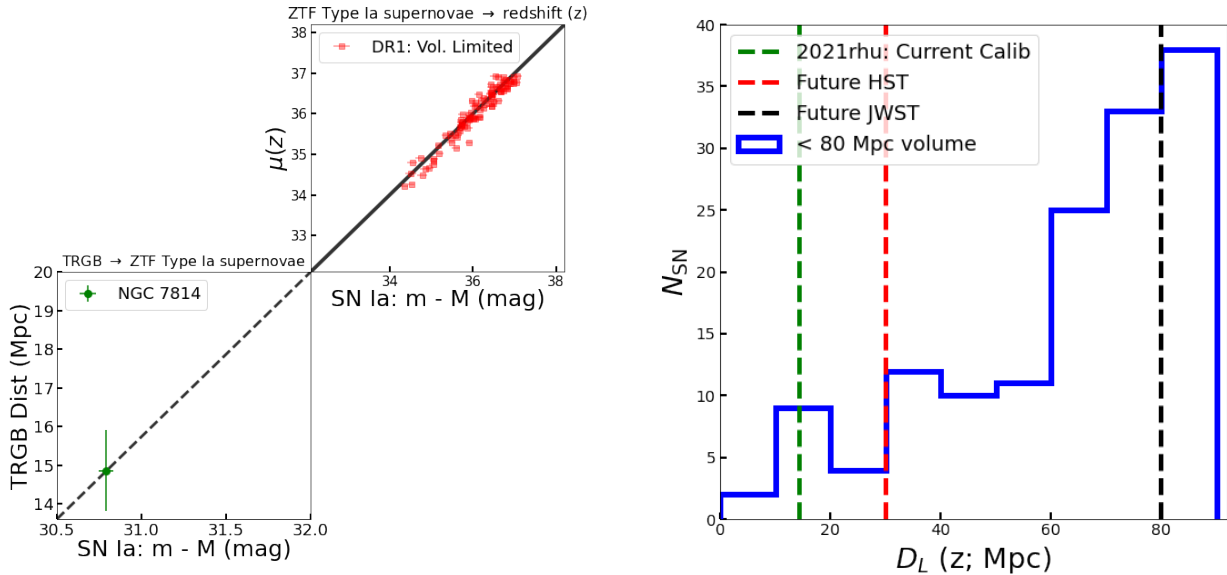 ZTF Type Ia supernovae → redshift (z)
DR1: Vol. Limited
μ(z)
37
36
35
34
33
34
36
38
SN Ia: m - M (mag)
TRGB → ZTF Type Ia supernovae
NGC 7814
TRGB Dist (Mpc)
20
19
18
17
16
15
14
30.5
31.0
31.5
32.0
SN Ia: m - M (mag)
2021rhu: Current Calib
Future HST
Future JWST
< 80 Mpc volume
N_SN
40
35
30
25
20
15
10
5
0
0
20
40
60
80
D_L (z; Mpc)